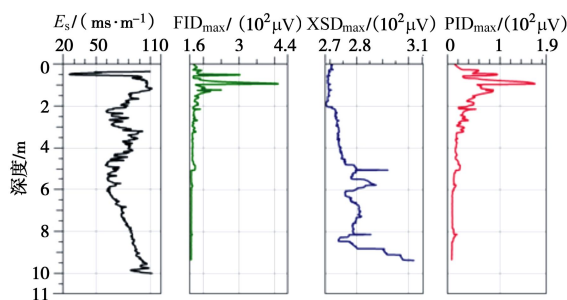 Es/(ms·m⁻¹) FIDmax/(10²μV) XSDmax/(10²μV) PIDmax/(10²μV)
20 50 110 1.6 3 4.4 2.7 2.8 3.1 0 1 1.9
0
2
4
6
8
10
11
深度/m